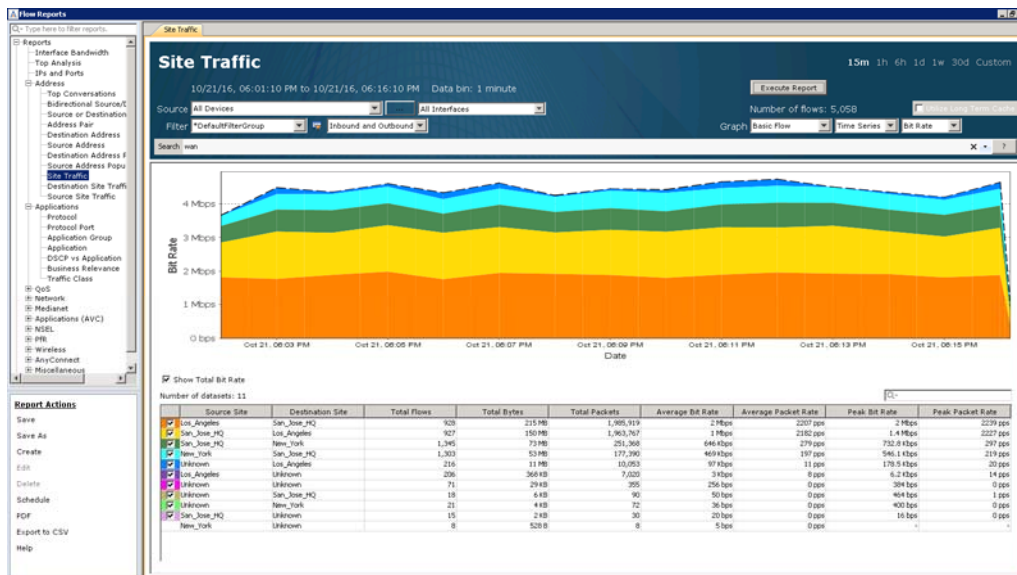 Flow Reports
Type here to filter reports.
Reports
Interface Bandwidth
Top Analysis
IPs and Ports
Address
Top Conversations
Bidirectional Source/D
Source or Destination
Address Pair
Destination Address
Source Address
Destination Address P
Source Address Popu
Site Traffic
Destination Site Traffi
Source Site Traffic
Applications
Protocol
Protocol Port
Application Group
Application
DSCP vs Application
Business Relevance
Traffic Class
QoS
Network
Medianet
Applications (AVC)
NSEL
PfR
Wireless
AnyConnect
Miscellaneous
Report Actions
Save
Save As
Create
Edit
Delete
Schedule
PDF
Export to CSV
Help
Site Traffic
Site Traffic
15m 1h 6h 1d 1w 30d Custom
10/21/16, 06:01:10 PM to 10/21/16, 06:16:10 PM Data bin: 1 minute
Execute Report
Source All Devices ... All Interfaces
Number of flows: 5,058
Utilize Long Term Cache
Filter *DefaultFilterGroup Inbound and Outbound
Graph Basic Flow Time Series Bit Rate
Search wan X ?
4 Mbps
3 Mbps
2 Mbps
1 Mbps
0 bps
Bit Rate
Oct 21, 06:03 PM Oct 21, 06:05 PM Oct 21, 06:07 PM Oct 21, 06:09 PM Oct 21, 06:11 PM Oct 21, 06:13 PM Oct 21, 06:15 PM
Date
Show Total Bit Rate
Number of datasets: 11
Source Site Destination Site Total Flows Total Bytes Total Packets Average Bit Rate Average Packet Rate Peak Bit Rate Peak Packet Rate
Los_Angeles San_Jose_HQ 928 215 MB 1,985,919 2 Mbps 2207 pps 2 Mbps 2239 pps
San_Jose_HQ Los_Angeles 927 150 MB 1,963,767 1 Mbps 2182 pps 1.4 Mbps 2227 pps
San_Jose_HQ New_York 1,345 73 MB 251,368 646 Kbps 279 pps 732.8 Kbps 297 pps
New_York San_Jose_HQ 1,303 53 MB 177,390 469 Kbps 197 pps 546.1 Kbps 219 pps
Unknown Los_Angeles 216 11 MB 10,053 97 Kbps 11 pps 178.5 Kbps 20 pps
Los_Angeles Unknown 206 368 KB 7,020 3 Kbps 8 pps 6.2 Kbps 14 pps
Unknown Unknown 71 29 KB 355 256 bps 0 pps 384 bps 0 pps
Unknown San_Jose_HQ 18 6 KB 90 50 bps 0 pps 464 bps 1 pps
Unknown New_York 21 4 KB 72 36 bps 0 pps 400 bps 0 pps
San_Jose_HQ Unknown 15 2 KB 30 20 bps 0 pps 16 bps 0 pps
New_York Unknown 8 528 B 8 5 bps 0 pps - -